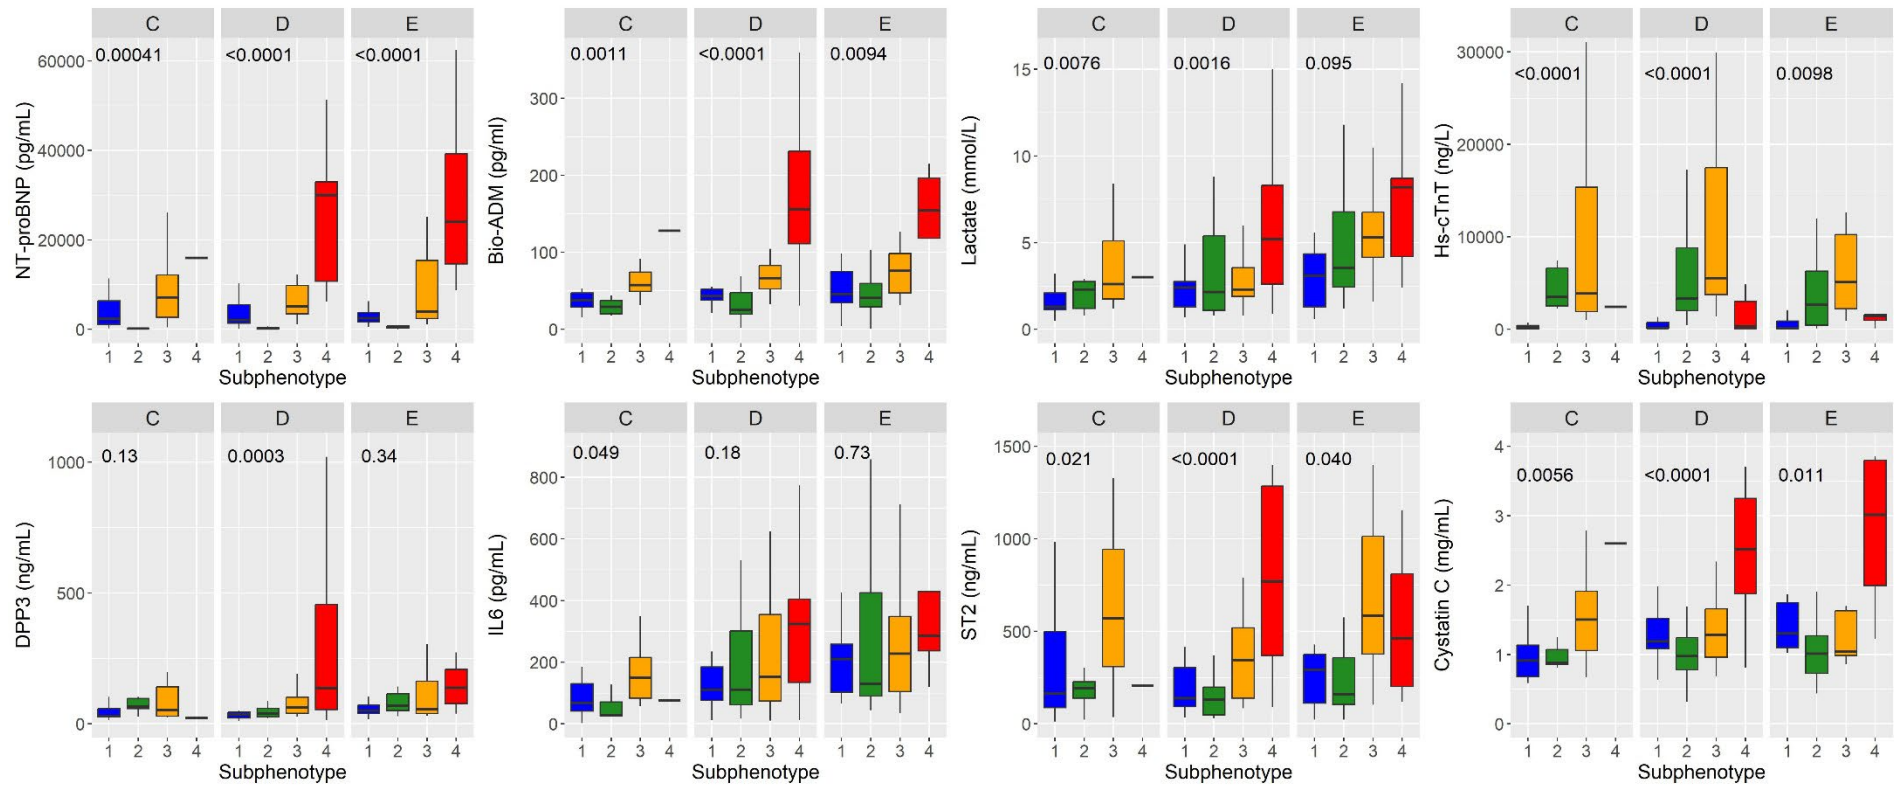 NT-proBNP (pg/mL)
C D E
0.00041 <0.0001 <0.0001
60000
40000
20000
0
1 2 3 4 1 2 3 4 1 2 3 4
Subphenotype
Bio-ADM (pg/ml)
C D E
0.0011 <0.0001 0.0094
300
200
100
0
1 2 3 4 1 2 3 4 1 2 3 4
Subphenotype
Lactate (mmol/L)
C D E
0.0076 0.0016 0.095
15
10
5
0
1 2 3 4 1 2 3 4 1 2 3 4
Subphenotype
Hs-cTnT (ng/L)
C D E
<0.0001 <0.0001 0.0098
30000
20000
10000
0
1 2 3 4 1 2 3 4 1 2 3 4
Subphenotype
DPP3 (ng/mL)
C D E
0.13 0.0003 0.34
1000
500
0
1 2 3 4 1 2 3 4 1 2 3 4
Subphenotype
IL6 (pg/mL)
C D E
0.049 0.18 0.73
800
600
400
200
0
1 2 3 4 1 2 3 4 1 2 3 4
Subphenotype
ST2 (ng/mL)
C D E
0.021 <0.0001 0.040
1500
1000
500
0
1 2 3 4 1 2 3 4 1 2 3 4
Subphenotype
Cystatin C (mg/mL)
C D E
0.0056 <0.0001 0.011
4
3
2
1
0
1 2 3 4 1 2 3 4 1 2 3 4
Subphenotype